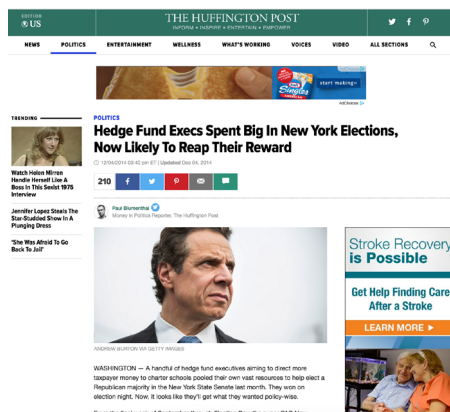 EDITION
US
THE HUFFINGTON POST
INFORM • INSPIRE • ENTERTAIN • EMPOWER
NEWS POLITICS ENTERTAINMENT WELLNESS WHAT'S WORKING VOICES VIDEO ALL SECTIONS
Kraft
Singles
start making»
AdChoices
TRENDING
Watch Helen Mirren
Handle Herself Like A
Boss In This Sexist 1975
Interview
Jennifer Lopez Steals The
Star-Studded Show In A
Plunging Dress
'She Was Afraid To Go
Back To Jail'
POLITICS
Hedge Fund Execs Spent Big In New York Elections,
Now Likely To Reap Their Reward
12/04/2014 03:42 pm ET | Updated Dec 04, 2014
210
Paul Blumenthal
Money in Politics Reporter, The Huffington Post
ANDREW BURTON VIA GETTY IMAGES
WASHINGTON — A handful of hedge fund executives aiming to direct more
taxpayer money to charter schools pooled their own vast resources to help elect a
Republican majority in the New York State Senate last month. They won on
election night. Now, it looks like they'll get what they wanted policy-wise.
Stroke Recovery
is Possible
Get Help Finding Care
After a Stroke
LEARN MORE